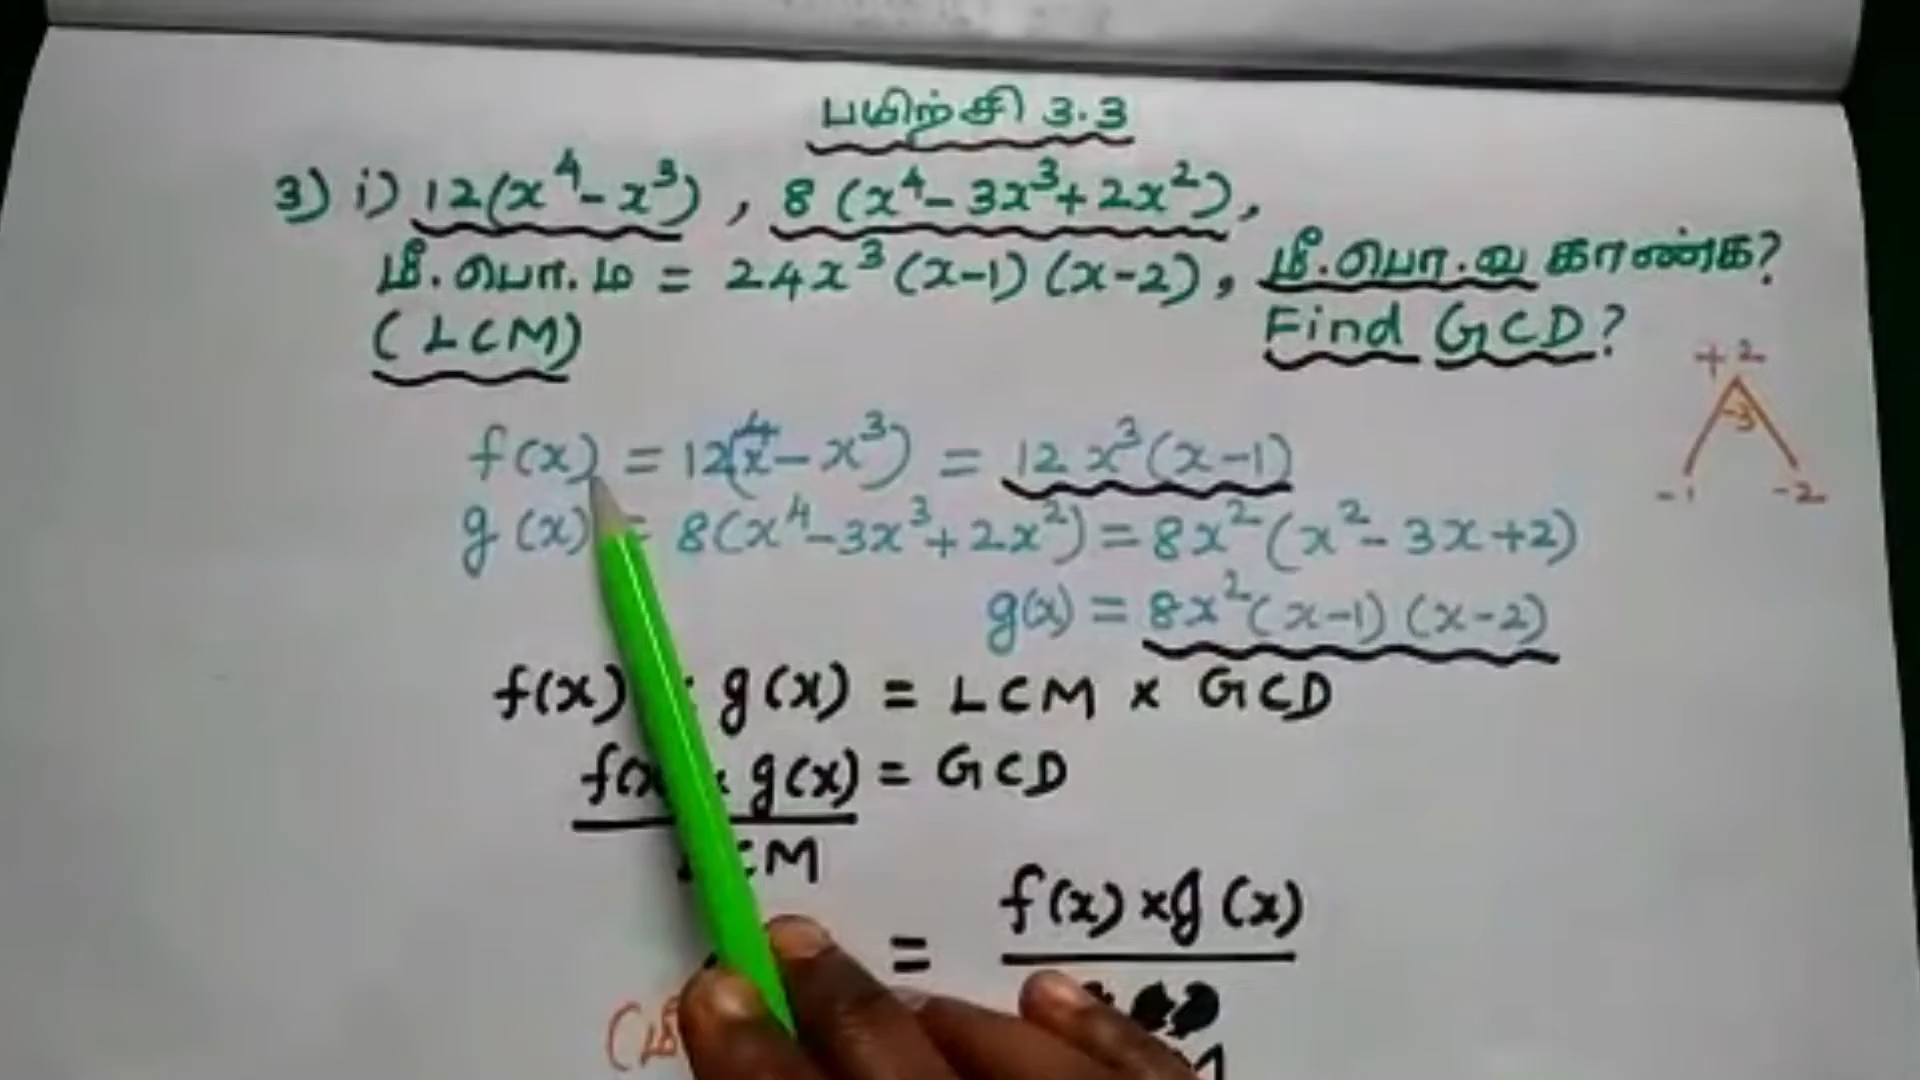 பயிற்சி 3.3
3) i) 12(x⁴-x³), 8(x⁴-3x³+2x²),
மீ.பொ.ம = 24x³(x-1)(x-2), மீ.பொ.வ காண்க?
(LCM) Find GCD?
+2
-3
-1 -2
f(x) = 12(x⁴-x³) = 12x³(x-1)
g(x) = 8(x⁴-3x³+2x²) = 8x²(x²-3x+2)
g(x) = 8x²(x-1)(x-2)
f(x) g(x) = LCM x GCD
g(x) = GCD
= f(x) x g(x)